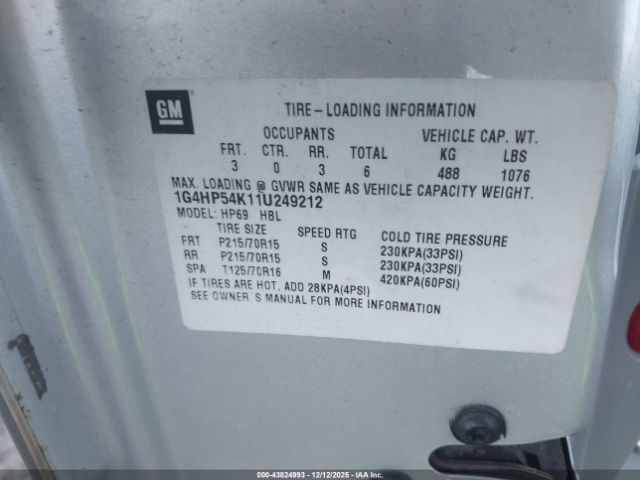 GM
TIRE-LOADING INFORMATION
OCCUPANTS VEHICLE CAP. WT.
FRT. CTR. RR. TOTAL KG LBS
3 0 3 6 488 1076
MAX. LOADING @ GVWR SAME AS VEHICLE CAPACITY WEIGHT.
1G4HP54K11U249212
MODEL: HP69 HBL
TIRE SIZE SPEED RTG COLD TIRE PRESSURE
FRT P215/70R15 S 230KPA(33PSI)
RR P215/70R15 S 230KPA(33PSI)
SPA T125/70R16 M 420KPA(60PSI)
IF TIRES ARE HOT, ADD 28KPA(4PSI)
SEE OWNER S MANUAL FOR MORE INFORMATION
000-43824993 - 12/12/2025 - IAA, Inc.